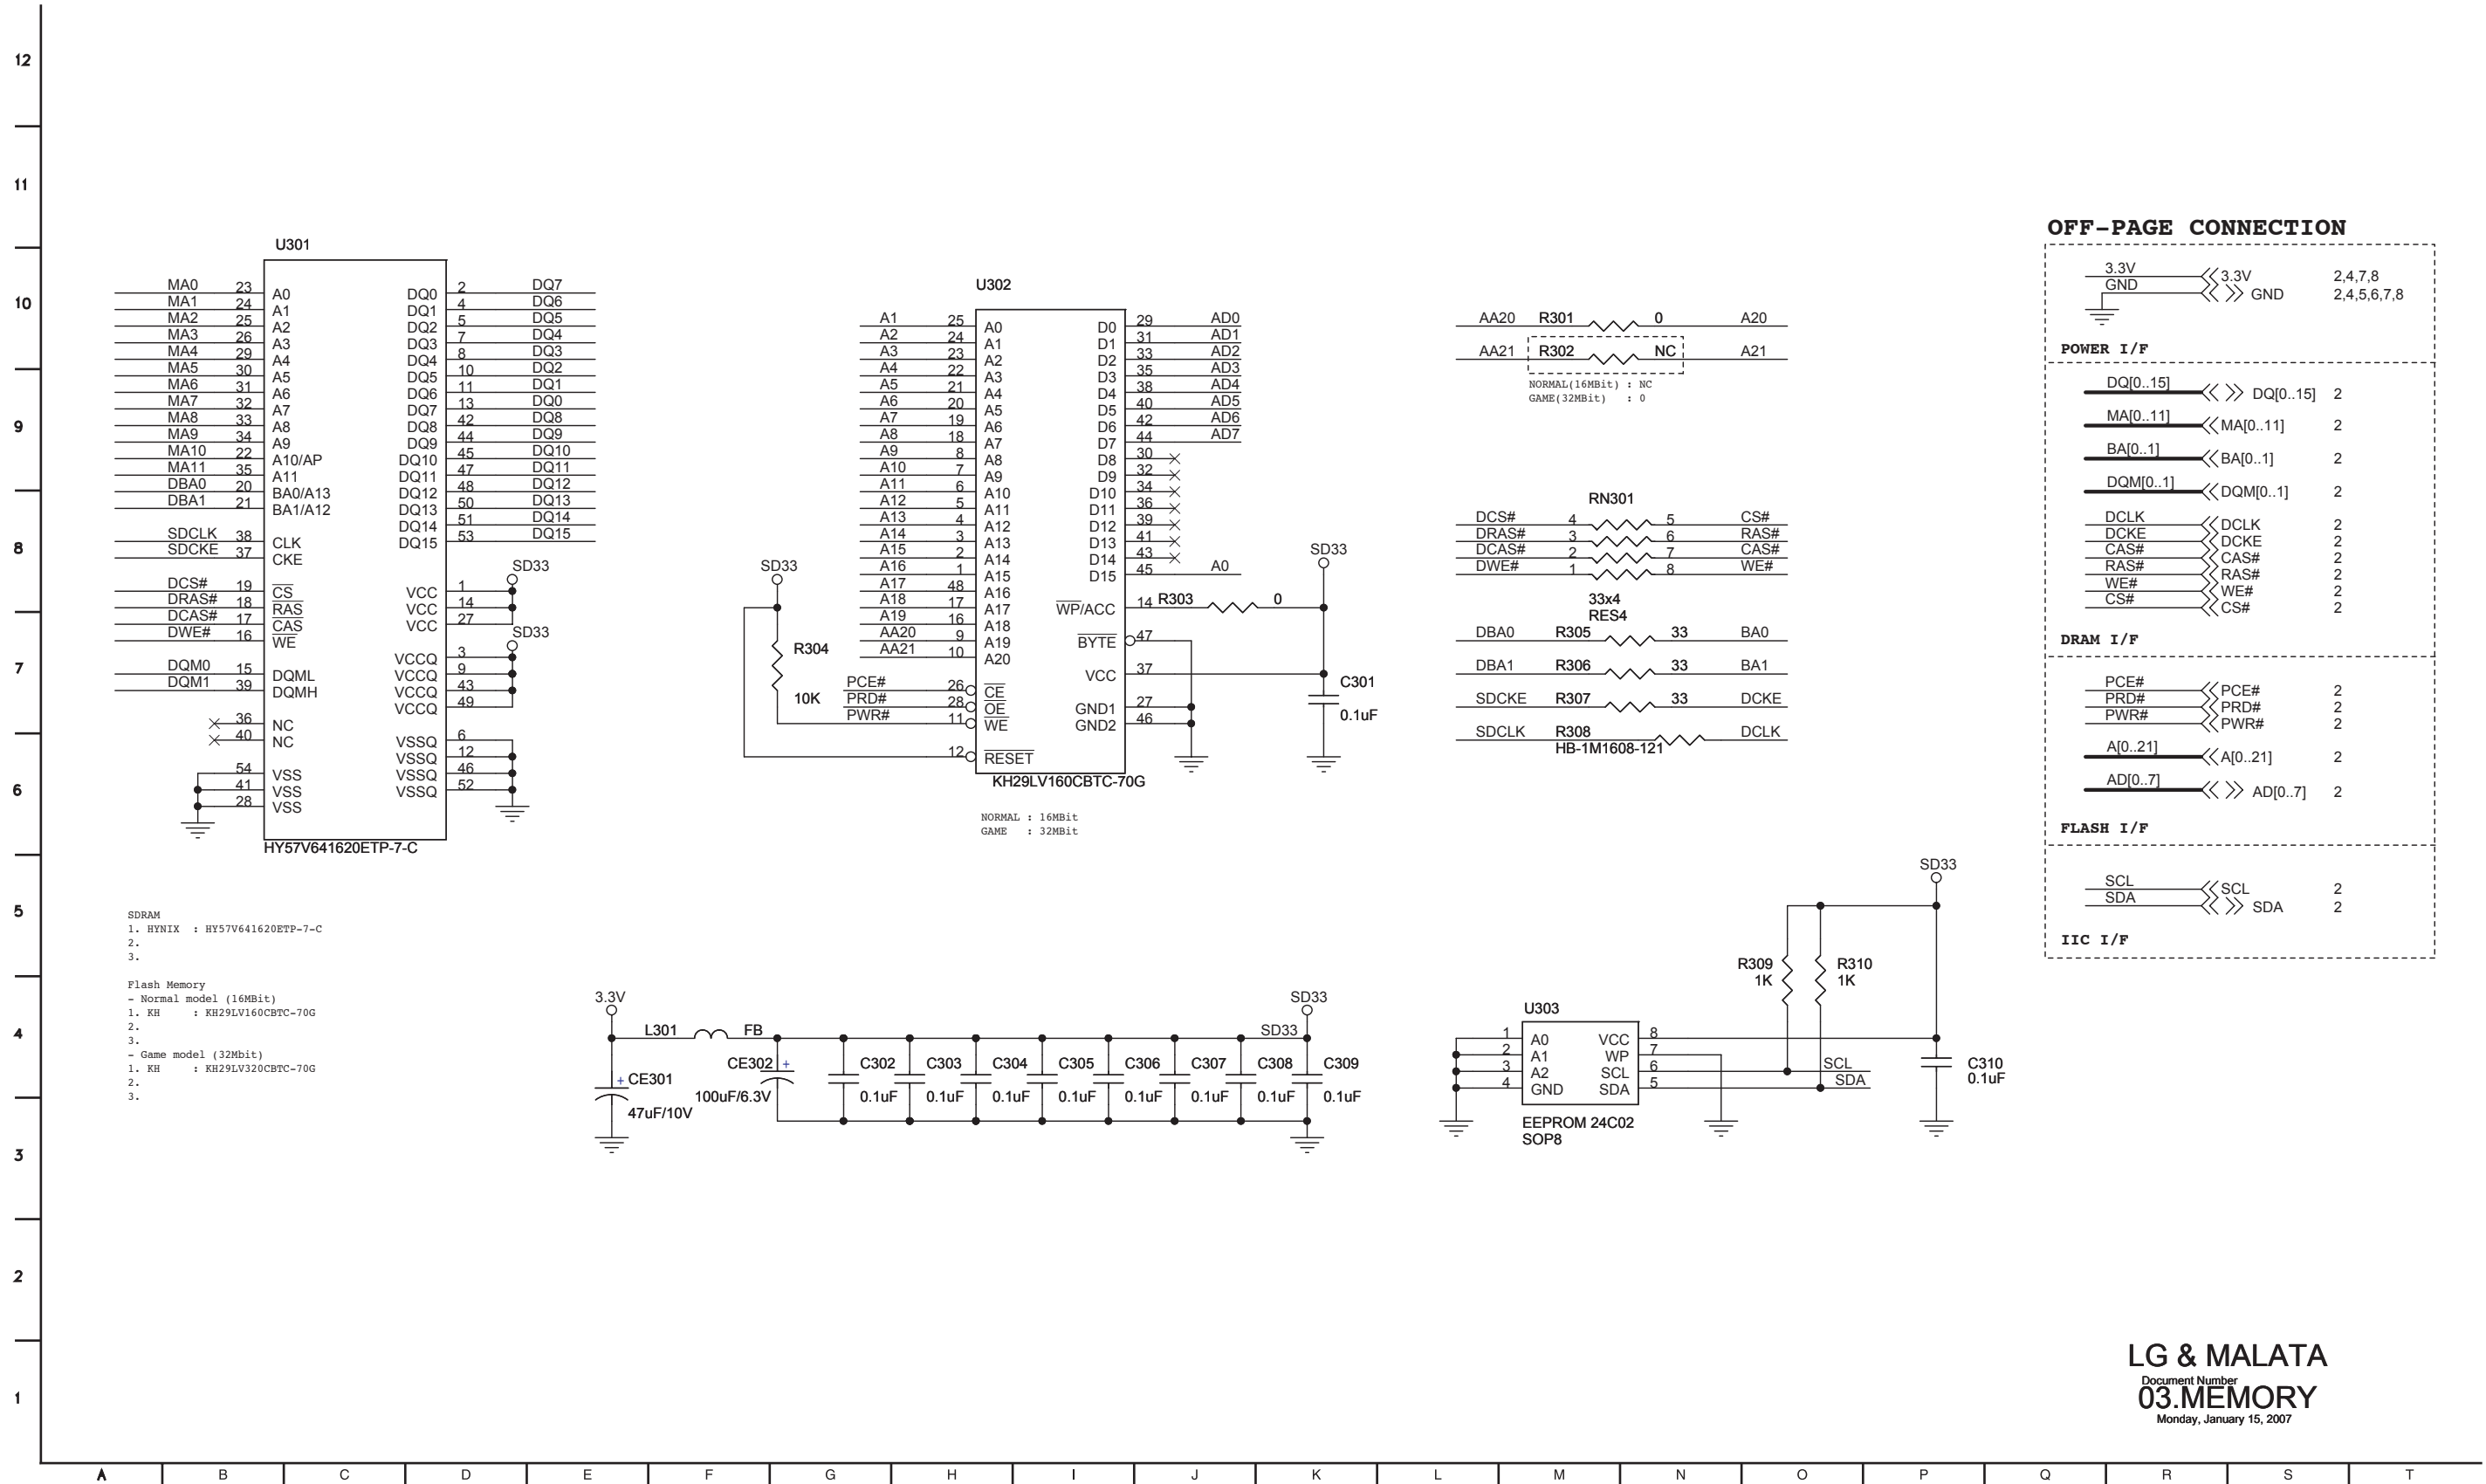 12
11
10
9
8
7
6
5
4
3
2
1
A B C D E F G H I J K L M N O P Q R S T
U301
MA0 23 A0 DQ0 2 DQ7
MA1 24 A1 DQ1 4 DQ6
MA2 25 A2 DQ2 5 DQ5
MA3 26 A3 DQ3 7 DQ4
MA4 29 A4 DQ4 8 DQ3
MA5 30 A5 DQ5 10 DQ2
MA6 31 A6 DQ6 11 DQ1
MA7 32 A7 DQ7 13 DQ0
MA8 33 A8 DQ8 42 DQ8
MA9 34 A9 DQ9 44 DQ9
MA10 22 A10/AP DQ10 45 DQ10
MA11 35 A11 DQ11 47 DQ11
DBA0 20 BA0/A13 DQ12 48 DQ12
DBA1 21 BA1/A12 DQ13 50 DQ13
DQ14 51 DQ14
SDCLK 38 CLK DQ15 53 DQ15
SDCKE 37 CKE
SD33
DCS# 19 CS VCC 1
DRAS# 18 RAS VCC 14
DCAS# 17 CAS VCC 27
DWE# 16 WE
SD33
VCCQ 3
DQM0 15 DQML VCCQ 9
DQM1 39 DQMH VCCQ 43
VCCQ 49
36 NC
40 NC VSSQ 6
VSSQ 12
54 VSS VSSQ 46
41 VSS VSSQ 52
28 VSS
HY57V641620ETP-7-C
SDRAM
1. HYNIX : HY57V641620ETP-7-C
2.
3.
Flash Memory
- Normal model (16MBit)
1. KH : KH29LV160CBTC-70G
2.
3.
- Game model (32Mbit)
1. KH : KH29LV320CBTC-70G
2.
3.
U302
A1 25 A0 D0 29 AD0
A2 24 A1 D1 31 AD1
A3 23 A2 D2 33 AD2
A4 22 A3 D3 35 AD3
A5 21 A4 D4 38 AD4
A6 20 A5 D5 40 AD5
A7 19 A6 D6 42 AD6
A8 18 A7 D7 44 AD7
A9 8 A8 D8 30
A10 7 A9 D9 32
A11 6 A10 D10 34
A12 5 A11 D11 36
A13 4 A12 D12 39
A14 3 A13 D13 41
A15 2 A14 D14 43
A16 1 A15 D15 45 A0
A17 48 A16
A18 17 A17 WP/ACC 14 R303 0
A19 16 A18
AA20 9 A19 BYTE 47
AA21 10 A20
VCC 37
PCE# 26 CE
PRD# 28 OE GND1 27
PWR# 11 WE GND2 46
12 RESET
KH29LV160CBTC-70G
NORMAL : 16MBit
GAME : 32MBit
SD33
R304
10K
SD33
C301
0.1uF
3.3V
L301 FB
SD33
SD33
CE301
47uF/10V
CE302
100uF/6.3V
C302 C303 C304 C305 C306 C307 C308 C309
0.1uF 0.1uF 0.1uF 0.1uF 0.1uF 0.1uF 0.1uF 0.1uF
+
+
AA20 R301 0 A20
AA21 R302 NC A21
NORMAL(16MBit) : NC
GAME(32MBit) : 0
RN301
DCS# 4 5 CS#
DRAS# 3 6 RAS#
DCAS# 2 7 CAS#
DWE# 1 8 WE#
33x4
RES4
DBA0 R305 33 BA0
DBA1 R306 33 BA1
SDCKE R307 33 DCKE
SDCLK R308 DCLK
HB-1M1608-121
SD33
R309
1K
R310
1K
U303
1 A0 VCC 8
2 A1 WP 7
3 A2 SCL 6 SCL
4 GND SDA 5 SDA
EEPROM 24C02
SOP8
C310
0.1uF
OFF-PAGE CONNECTION
3.3V 3.3V 2,4,7,8
GND GND 2,4,5,6,7,8
POWER I/F
DQ[0..15] DQ[0..15] 2
MA[0..11] MA[0..11] 2
BA[0..1] BA[0..1] 2
DQM[0..1] DQM[0..1] 2
DCLK DCLK 2
DCKE DCKE 2
CAS# CAS# 2
RAS# RAS# 2
WE# WE# 2
CS# CS# 2
DRAM I/F
PCE# PCE# 2
PRD# PRD# 2
PWR# PWR# 2
A[0..21] A[0..21] 2
AD[0..7] AD[0..7] 2
FLASH I/F
SCL SCL 2
SDA SDA 2
IIC I/F
LG & MALATA
Document Number
03.MEMORY
Monday, January 15, 2007